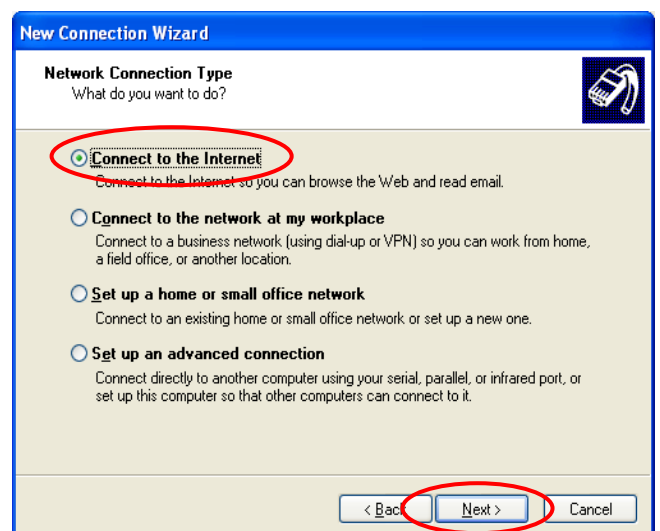 New Connection Wizard
Network Connection Type
What do you want to do?
Connect to the Internet
Connect to the Internet so you can browse the Web and read email.
Connect to the network at my workplace
Connect to a business network (using dial-up or VPN) so you can work from home,
a field office, or another location.
Set up a home or small office network
Connect to an existing home or small office network or set up a new one.
Set up an advanced connection
Connect directly to another computer using your serial, parallel, or infrared port, or
set up this computer so that other computers can connect to it.
< Back Next > Cancel